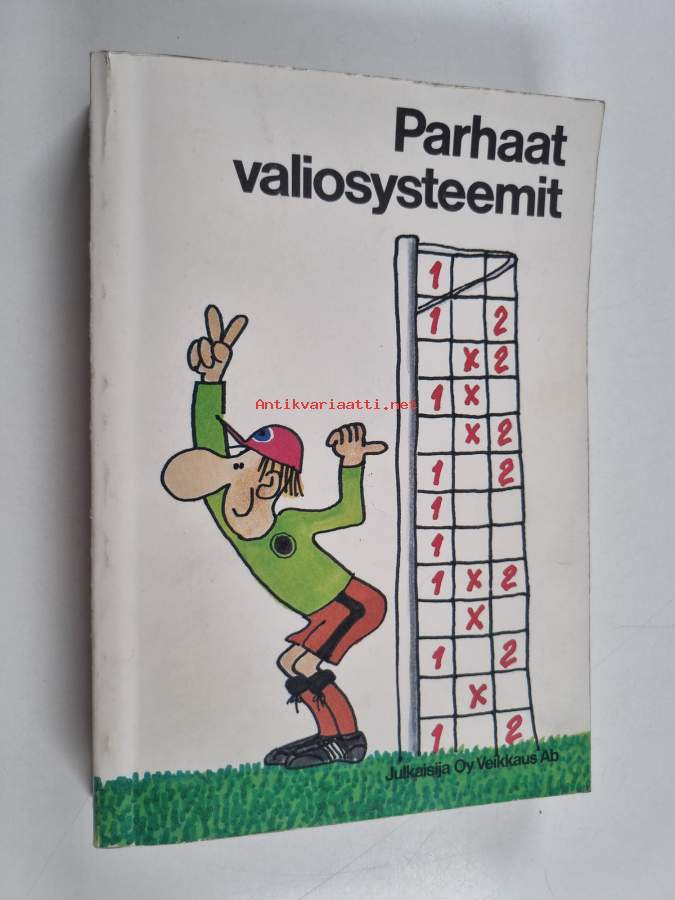 Parhaat
valiosysteemit
1
1 2
x 2
1 x
x 2
1 2
1
1
1 x 2
x
1 2
x
1 2
Antikvariaatti.net
Julkaisija Oy Veikkaus Ab